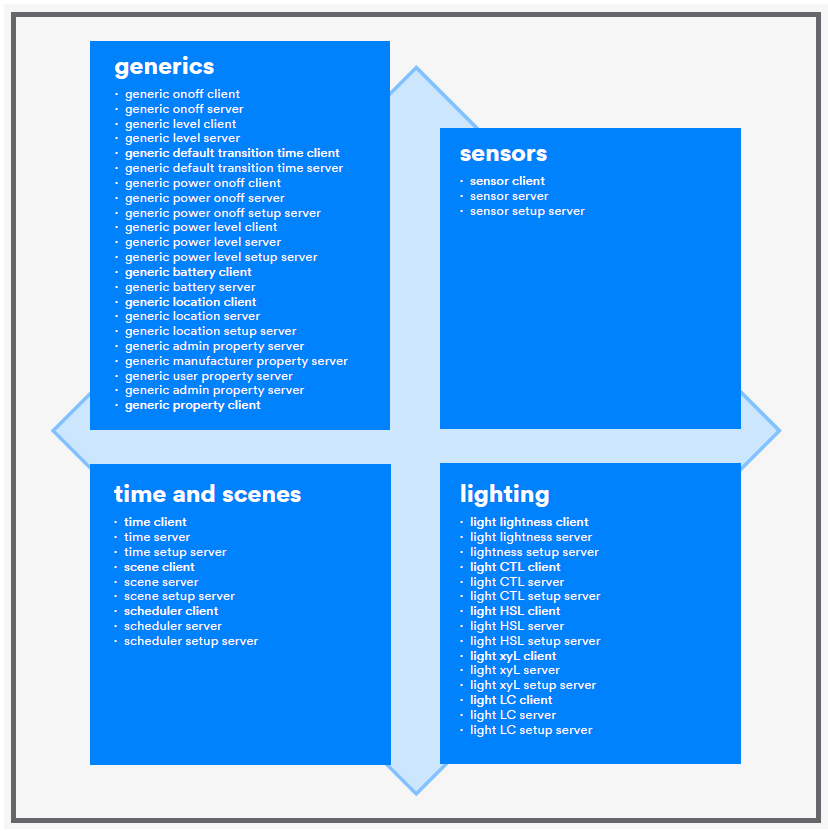 generics
· generic onoff client
· generic onoff server
· generic level client
· generic level server
· generic default transition time client
· generic default transition time server
· generic power onoff client
· generic power onoff server
· generic power onoff setup server
· generic power level client
· generic power level server
· generic power level setup server
· generic battery client
· generic battery server
· generic location client
· generic location server
· generic location setup server
· generic admin property server
· generic manufacturer property server
· generic user property server
· generic admin property server
· generic property client
sensors
· sensor client
· sensor server
· sensor setup server
time and scenes
· time client
· time server
· time setup server
· scene client
· scene server
· scene setup server
· scheduler client
· scheduler server
· scheduler setup server
lighting
· light lightness client
· light lightness server
· lightness setup server
· light CTL client
· light CTL server
· light CTL setup server
· light HSL client
· light HSL server
· light HSL setup server
· light xyL client
· light xyL server
· light xyL setup server
· light LC client
· light LC server
· light LC setup server